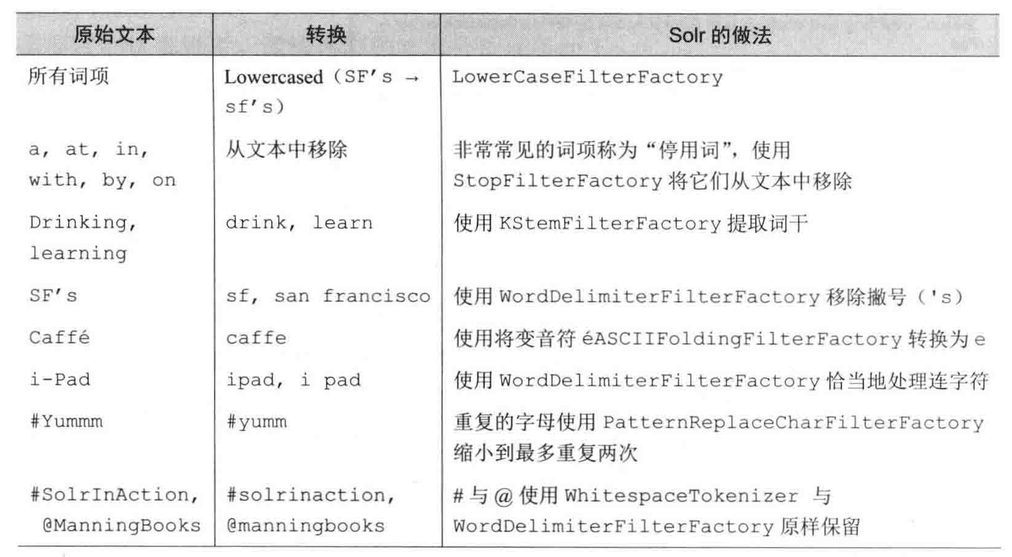 原始文本 转换 Solr 的做法
所有词项 Lowercased（SF's → LowerCaseFilterFactory
sf's）
a, at, in, 从文本中移除 非常常见的词项称为“停用词”，使用
with, by, on StopFilterFactory 将它们从文本中移除
Drinking, drink, learn 使用 KStemFilterFactory 提取词干
learning
SF's sf, san francisco 使用 WordDelimiterFilterFactory 移除撇号（'s）
Caffé caffe 使用将变音符 éASCIIFoldingFilterFactory 转换为 e
i-Pad ipad, i pad 使用 WordDelimiterFilterFactory 恰当地处理连字符
#Yummm #yumm 重复的字母使用 PatternReplaceCharFilterFactory
缩小到最多重复两次
#SolrInAction, #solrinaction, # 与 @ 使用 WhitespaceTokenizer 与
@ManningBooks @manningbooks WordDelimiterFilterFactory 原样保留